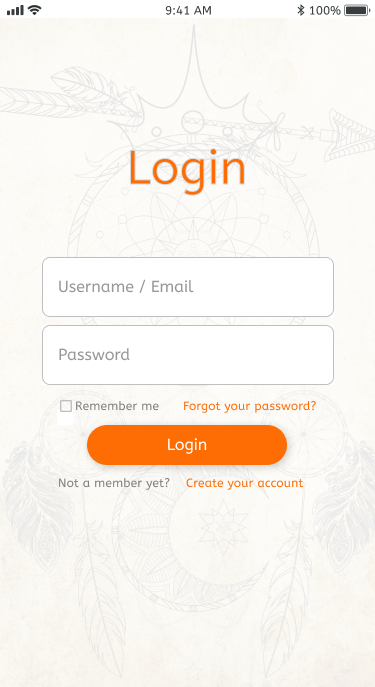 9:41 AM 100%
Login
Username / Email
Password
Remember me Forgot your password?
Login
Not a member yet? Create your account